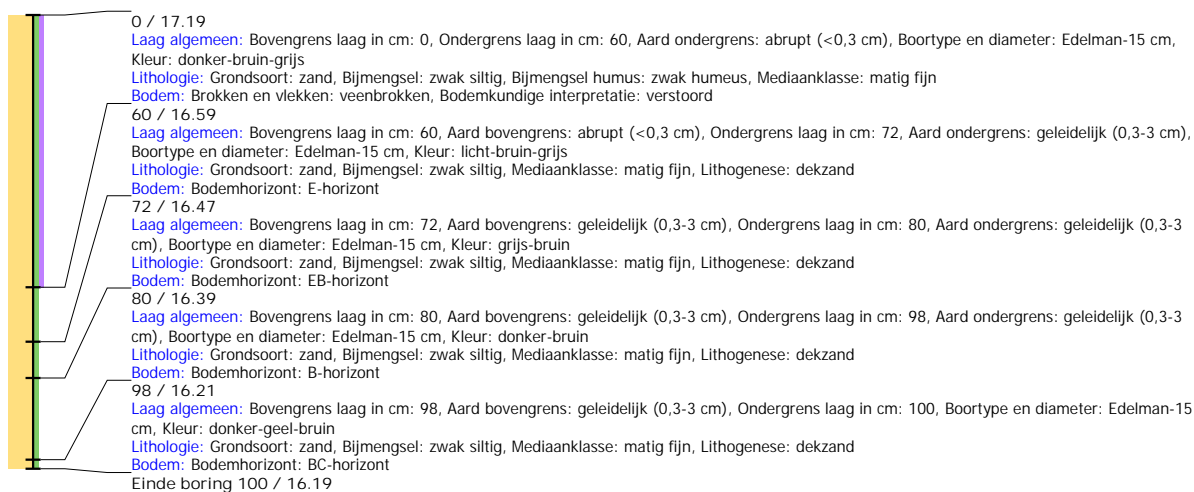 0 / 17.19
Laag algemeen: Bovengrens laag in cm: 0, Ondergrens laag in cm: 60, Aard ondergrens: abrupt (<0,3 cm), Boortype en diameter: Edelman-15 cm,
Kleur: donker-bruin-grijs
Lithologie: Grondsoort: zand, Bijmengsel: zwak siltig, Bijmengsel humus: zwak humeus, Mediaanklasse: matig fijn
Bodem: Brokken en vlekken: veenbrokken, Bodemkundige interpretatie: verstoord
60 / 16.59
Laag algemeen: Bovengrens laag in cm: 60, Aard bovengrens: abrupt (<0,3 cm), Ondergrens laag in cm: 72, Aard ondergrens: geleidelijk (0,3-3 cm),
Boortype en diameter: Edelman-15 cm, Kleur: licht-bruin-grijs
Lithologie: Grondsoort: zand, Bijmengsel: zwak siltig, Mediaanklasse: matig fijn, Lithogenese: dekzand
Bodem: Bodemhorizont: E-horizont
72 / 16.47
Laag algemeen: Bovengrens laag in cm: 72, Aard bovengrens: geleidelijk (0,3-3 cm), Ondergrens laag in cm: 80, Aard ondergrens: geleidelijk (0,3-3
cm), Boortype en diameter: Edelman-15 cm, Kleur: grijs-bruin
Lithologie: Grondsoort: zand, Bijmengsel: zwak siltig, Mediaanklasse: matig fijn, Lithogenese: dekzand
Bodem: Bodemhorizont: EB-horizont
80 / 16.39
Laag algemeen: Bovengrens laag in cm: 80, Aard bovengrens: geleidelijk (0,3-3 cm), Ondergrens laag in cm: 98, Aard ondergrens: geleidelijk (0,3-3
cm), Boortype en diameter: Edelman-15 cm, Kleur: donker-bruin
Lithologie: Grondsoort: zand, Bijmengsel: zwak siltig, Mediaanklasse: matig fijn, Lithogenese: dekzand
Bodem: Bodemhorizont: B-horizont
98 / 16.21
Laag algemeen: Bovengrens laag in cm: 98, Aard bovengrens: geleidelijk (0,3-3 cm), Ondergrens laag in cm: 100, Boortype en diameter: Edelman-15
cm, Kleur: donker-geel-bruin
Lithologie: Grondsoort: zand, Bijmengsel: zwak siltig, Mediaanklasse: matig fijn, Lithogenese: dekzand
Bodem: Bodemhorizont: BC-horizont
Einde boring 100 / 16.19